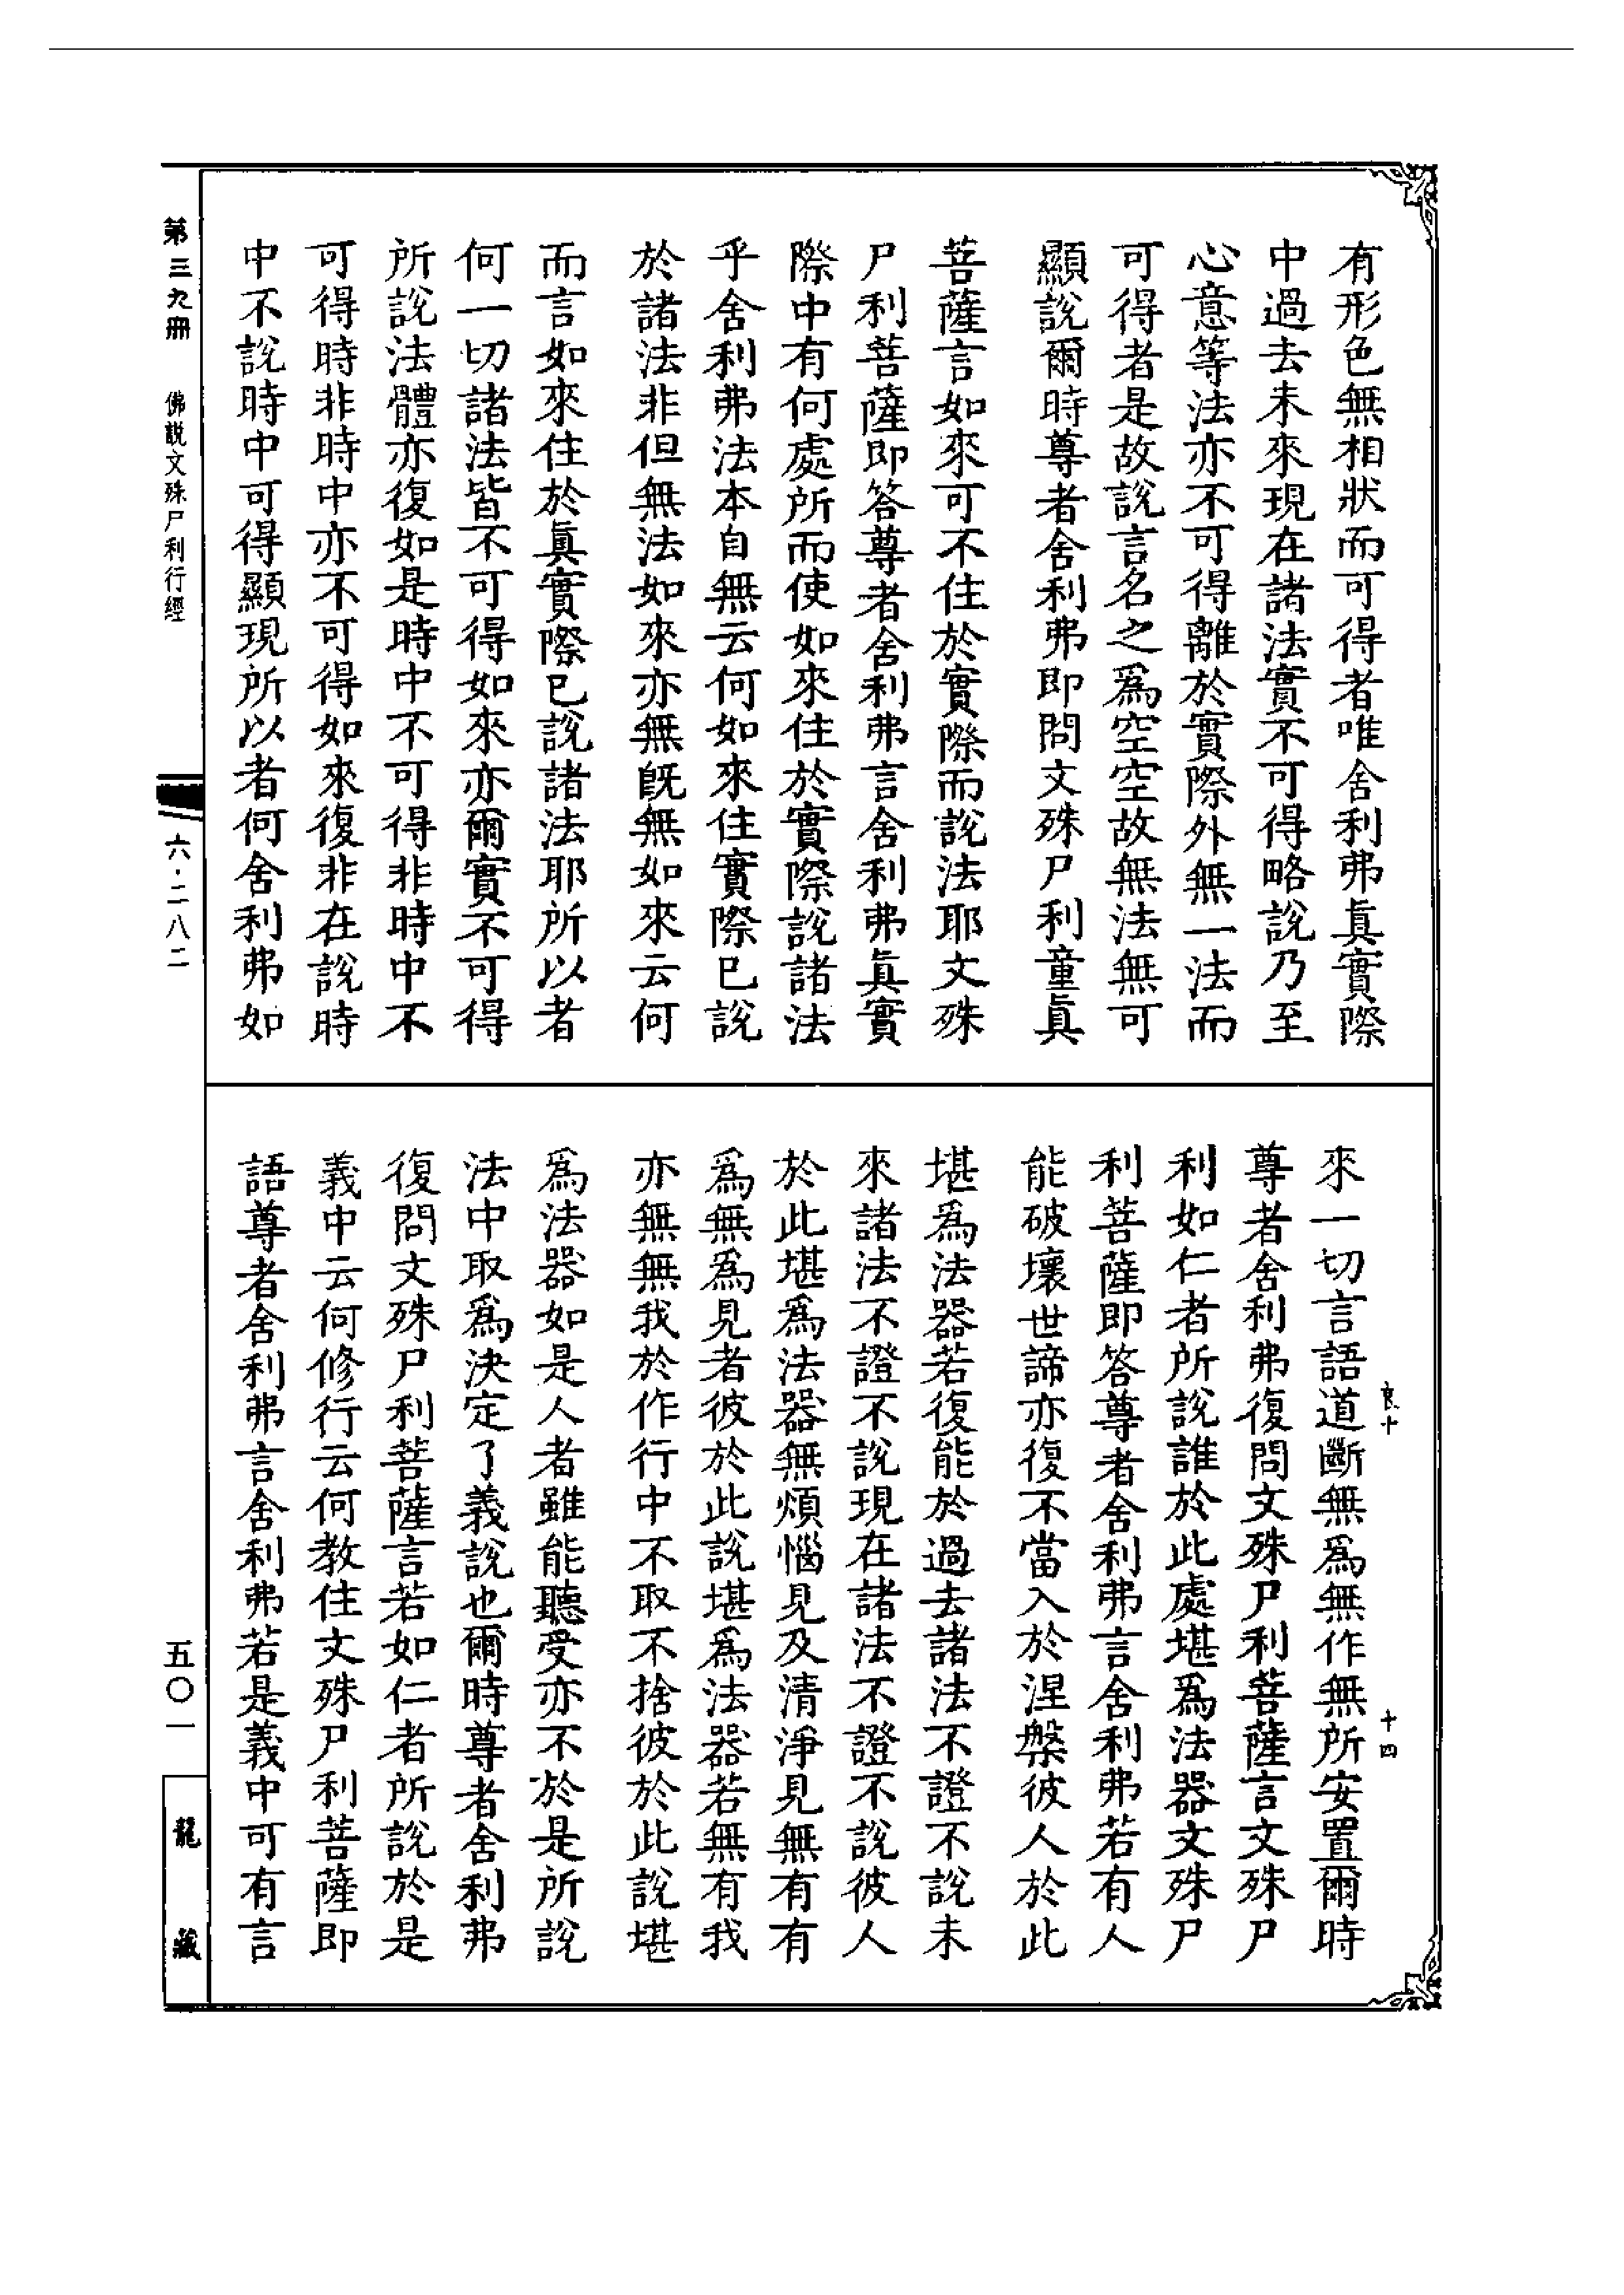 有形色無相狀而可得者唯舍利弗眞實際
中過去未來現在諸法實不可得略說乃至
心意等法亦不可得離於實際外無一法而
可得者是故說言名之爲空空故無法無可
顯說爾時尊者舍利弗即問文殊尸利童眞
菩薩言如來可不住於實際而說法耶文殊
尸利菩薩即答尊者舍利弗言舍利弗眞實
際中有何處所而使如來住於實際說諸法
乎舍利弗法本自無云何如來住實際已說
於諸法非但無法如來亦無既無如來云何
而言如來住於眞實際已說諸法耶所以者
何一切諸法皆不可得如來亦爾實不可得
所說法體亦復如是時中不可得非時中不
可得時非時中亦不可得如來復非在說時
中不說時中可得顯現所以者何舍利弗如
來一切言語道斷無爲無作無所安置爾時
尊者舍利弗復問文殊尸利菩薩言文殊尸
利如仁者所說誰於此處堪爲法器文殊尸
利菩薩即答尊者舍利弗言舍利弗若有人
能破壞世諦亦復不當入於涅槃彼人於此
堪爲法器若復能於過去諸法不證不說未
來諸法不證不說現在諸法不證不說彼人
於此堪爲法器無煩惱見及清淨見無有有
爲無爲見者彼於此說堪爲法器若無有我
亦無無我於作行中不取不捨彼於此說堪
爲法器如是人者雖能聽受亦不於是所說
法中取爲決定了義說也爾時尊者舍利弗
復問文殊尸利菩薩言若如仁者所說於是
義中云何修行云何教住文殊尸利菩薩即
語尊者舍利弗言舍利弗若是義中可有言
哀十
十四
第三九冊
佛説文殊尸利行經
六·二八二
五〇一
龍藏